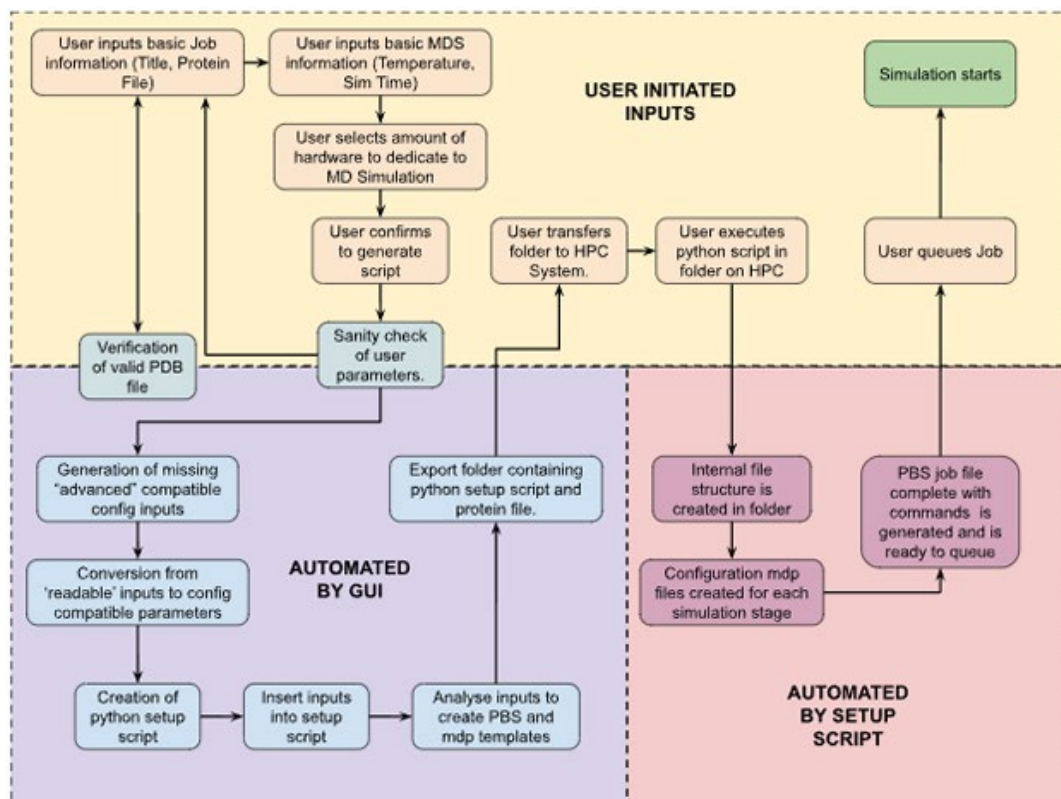 User inputs basic Job
information (Title, Protein
File)
User inputs basic MDS
information (Temperature,
Sim Time)
USER INITIATED
INPUTS
Simulation starts
User selects amount of
hardware to dedicate to
MD Simulation
User confirms
to generate
script
User transfers
folder to HPC
System.
User executes
python script in
folder on HPC
User queues Job
Verification
of valid PDB
file
Sanity check
of user
parameters.
Generation of missing
“advanced” compatible
config inputs
Export folder containing
python setup script and
protein file.
Internal file
structure is
created in folder
PBS job file
complete with
commands is
generated and is
ready to queue
AUTOMATED
BY GUI
Conversion from
‘readable’ inputs to config
compatible parameters
Configuration mdp
files created for each
simulation stage
Creation of
python setup
script
Insert inputs
into setup
script
Analyse inputs to
create PBS and
mdp templates
AUTOMATED
BY SETUP
SCRIPT